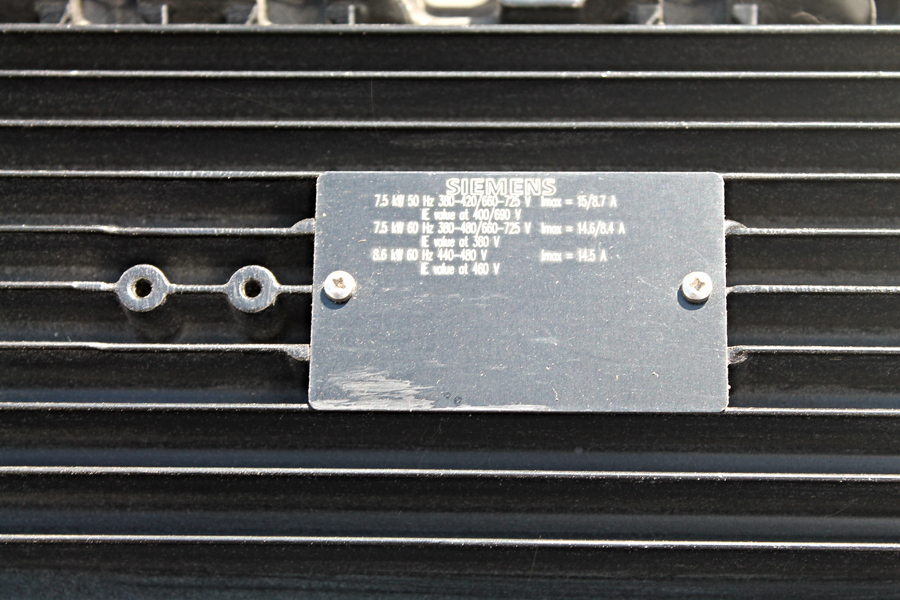 SIEMENS
7.5 kW 50 Hz 380-420/660-725 V Imax = 15/8.7 A
IE value at 400/690 V
7.5 kW 60 Hz 380-480/660-725 V Imax = 14.6/8.4 A
IE value at 380 V
8.6 kW 60 Hz 440-480 V Imax = 14.5 A
IE value at 460 V